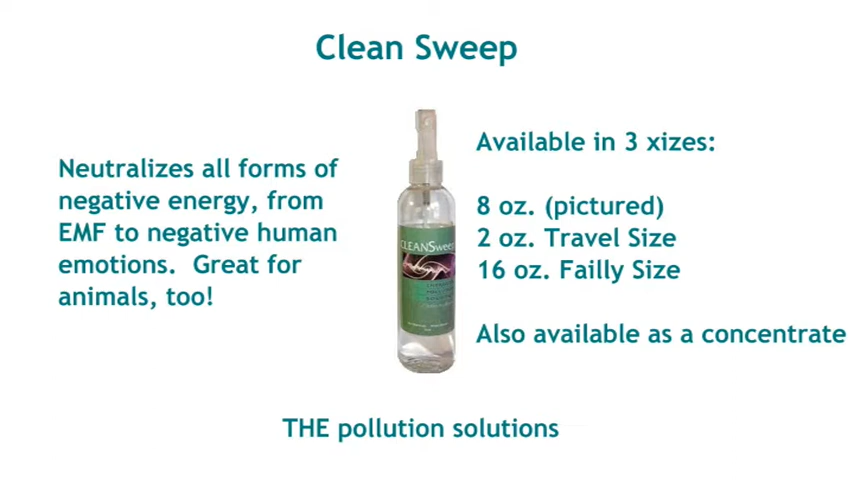 Clean Sweep
Neutralizes all forms of
negative energy, from
EMF to negative human
emotions. Great for
animals, too!
CLEANSweep
Available in 3 xizes:
8 oz. (pictured)
2 oz. Travel Size
16 oz. Failly Size
Also available as a concentrate
THE pollution solutions